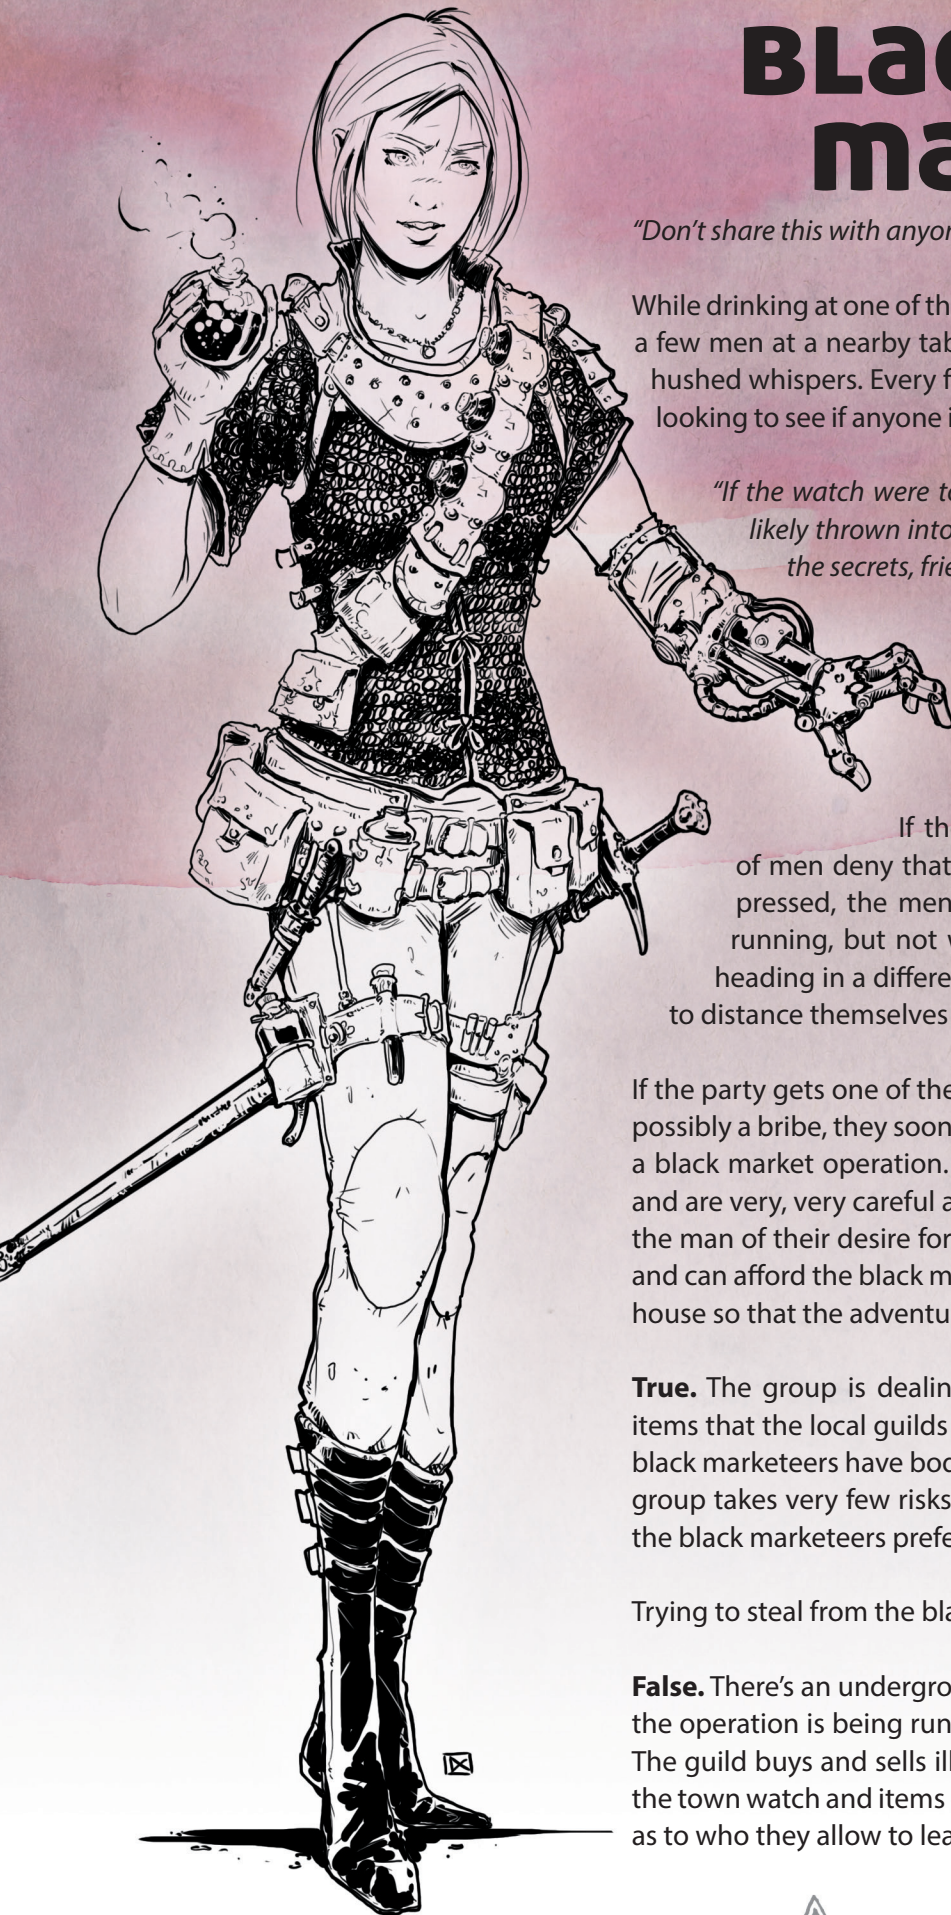 BLac
ma
“Don’t share this with anyon
While drinking at one of th
a few men at a nearby tab
hushed whispers. Every f
looking to see if anyone i
“If the watch were to
likely thrown into
the secrets, frie
If th
of men deny that
pressed, the men
running, but not w
heading in a differe
to distance themselves
If the party gets one of the
possibly a bribe, they soon
a black market operation.
and are very, very careful a
the man of their desire for
and can afford the black m
house so that the adventu
True. The group is dealin
items that the local guilds
black marketeers have bod
group takes very few risks
the black marketeers prefe
Trying to steal from the bla
False. There’s an undergro
the operation is being run
The guild buys and sells ill
the town watch and items
as to who they allow to lea